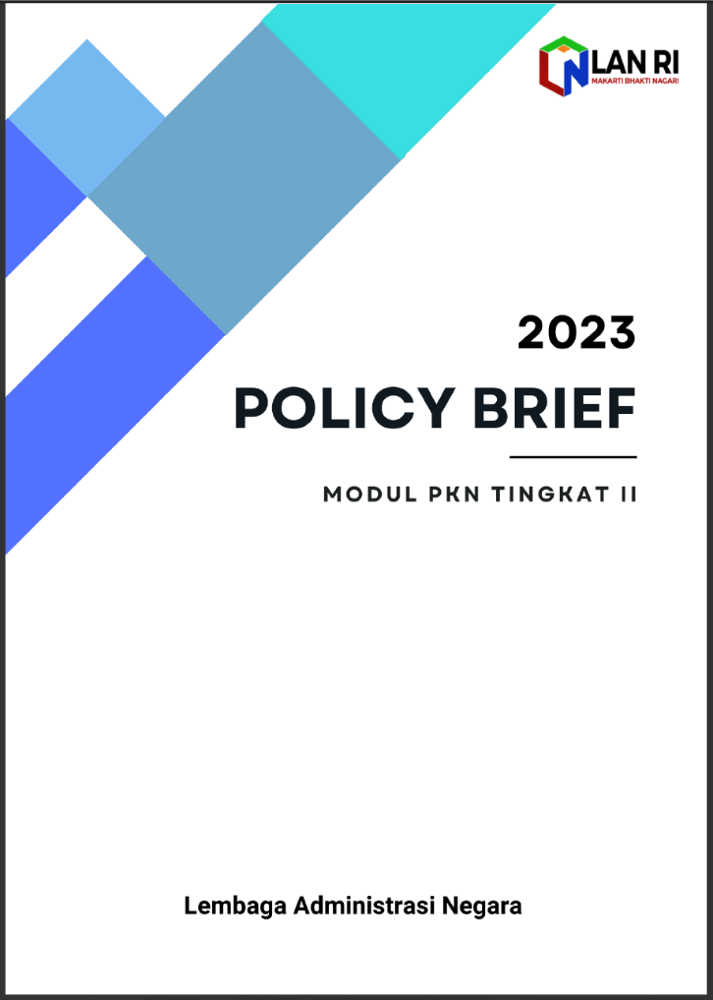 LAN RI
MAKARTI BHAKTI NAGARI
2023
POLICY BRIEF
MODUL PKN TINGKAT II
Lembaga Administrasi Negara